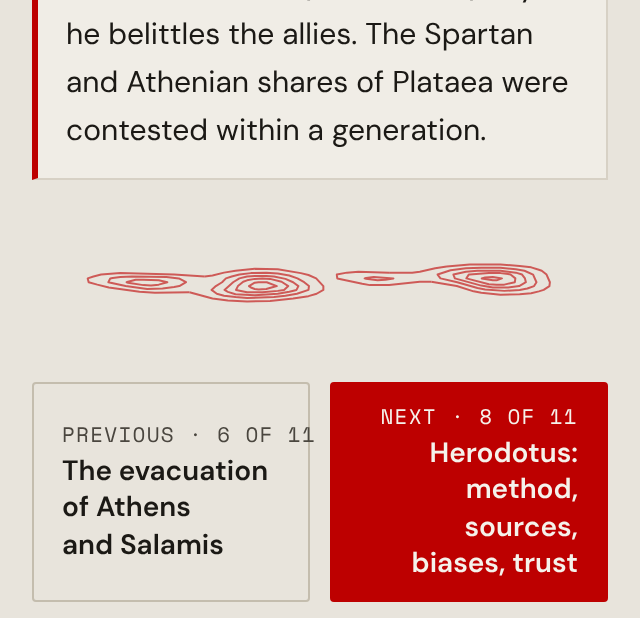 he belittles the allies. The Spartan
and Athenian shares of Plataea were
contested within a generation.
PREVIOUS · 6 OF 11
The evacuation
of Athens
and Salamis
NEXT · 8 OF 11
Herodotus:
method,
sources,
biases, trust